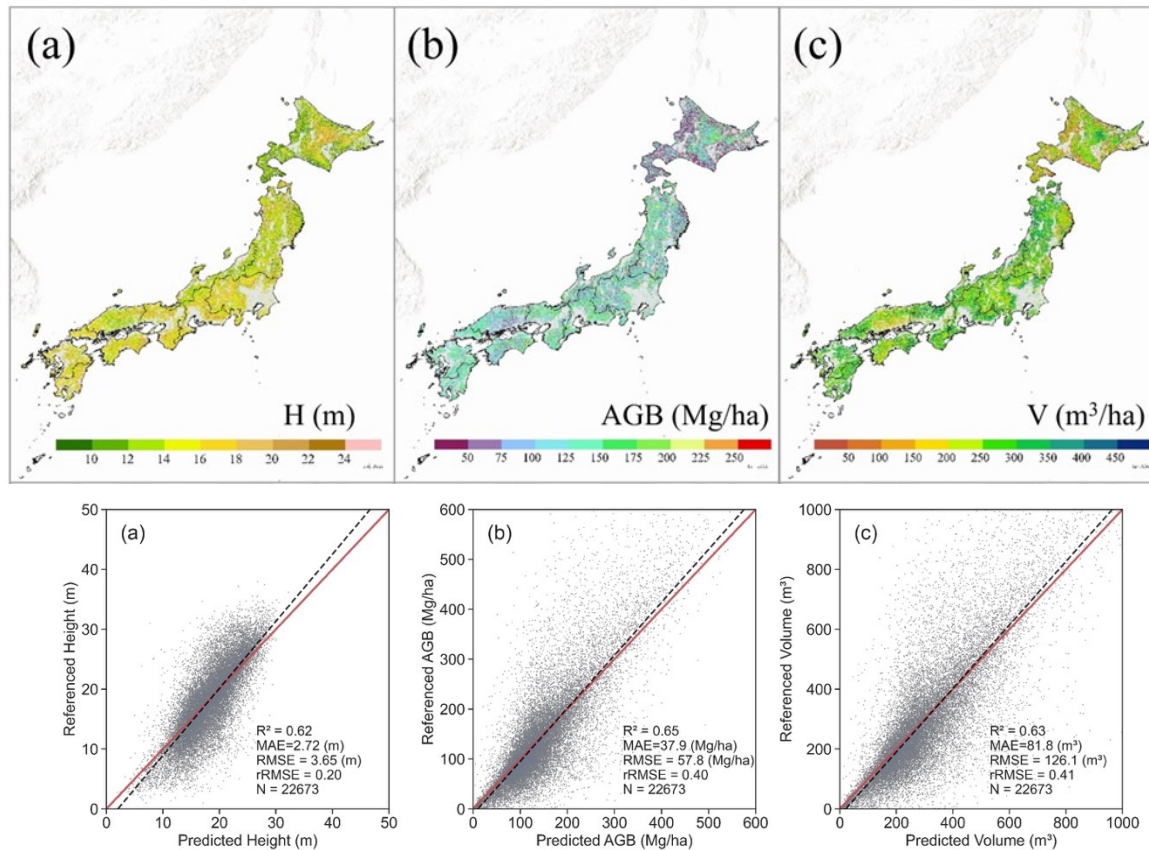 (a)
(b)
(c)
H (m)
AGB (Mg/ha)
V (m³/ha)
10 12 14 16 18 20 22 24
50 75 100 125 150 175 200 225 250
50 100 150 200 250 300 350 400 450
50
40
30
20
10
0
Referenced Height (m)
(a)
R² = 0.62
MAE=2.72 (m)
RMSE = 3.65 (m)
rRMSE = 0.20
N = 22673
0 10 20 30 40 50
Predicted Height (m)
600
500
400
300
200
100
0
Referenced AGB (Mg/ha)
(b)
R² = 0.65
MAE=37.9 (Mg/ha)
RMSE = 57.8 (Mg/ha)
rRMSE = 0.40
N = 22673
0 100 200 300 400 500 600
Predicted AGB (Mg/ha)
1000
800
600
400
200
0
Referenced Volume (m³)
(c)
R² = 0.63
MAE=81.8 (m³)
RMSE = 126.1 (m³)
rRMSE = 0.41
N = 22673
0 200 400 600 800 1000
Predicted Volume (m³)